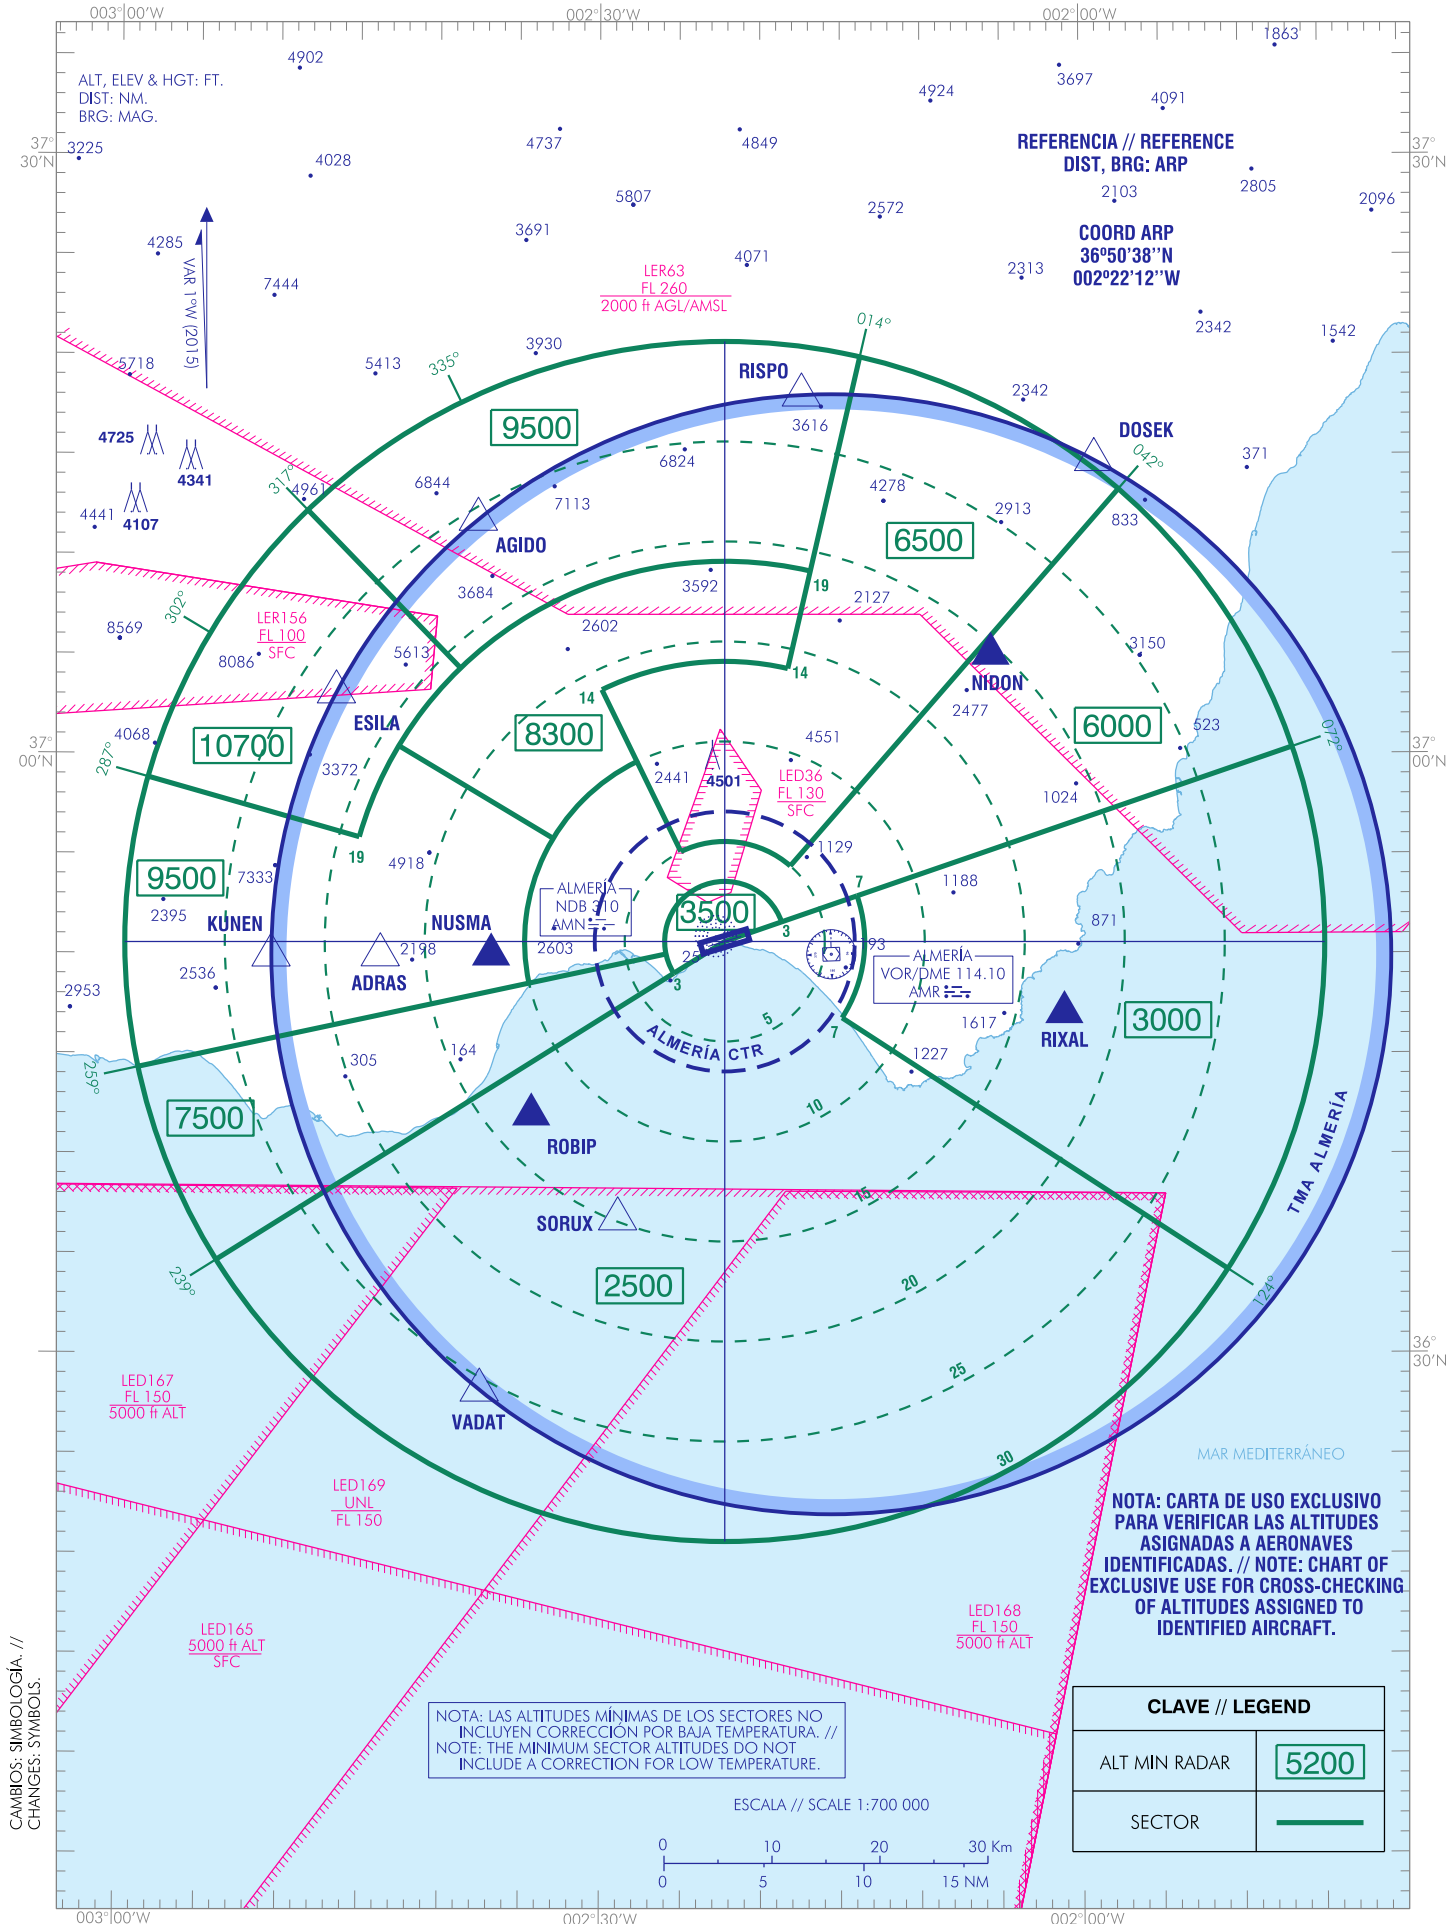 003°00'W 002°30'W 002°00'W
1863
4902
3697
ALT, ELEV & HGT: FT.
DIST: NM.
BRG: MAG.
4924
4091
37°
30'N
3225
4028
4737
4849
REFERENCIA // REFERENCE
DIST, BRG: ARP
37°
30'N
2805
2103
2096
5807
2572
COORD ARP
36º50'38''N
002º22'12''W
3691
4285
4071
2313
7444
VAR 1°W (2015)
LER63
FL 260
2000 ft AGL/AMSL
2342
1542
014°
3930
5718
5413
335°
RISPO
2342
9500
3616
DOSEK
4725
4341
6824
371
042°
317°
4961
6844
7113
4278
2913
833
4441
4107
6500
AGIDO
3684
3592
19
2127
302°
LER156
FL 100
SFC
2602
8569
8086
5613
3150
14
14
NIDON
2477
ESILA
8300
6000
523
072°
10700
4068
37°
00'N
37°
00'N
287°
3372
2441
4501
4551
LED36
FL 130
SFC
1024
19
4918
1129
9500
7333
2395
ALMERÍA
NDB 310
AMN
7
1188
3500
KUNEN
NUSMA
2603
3
193
871
2198
25
ALMERÍA
VOR/DME 114.10
AMR
2536
ADRAS
3
2953
1617
RIXAL
3000
5
7
ALMERÍA CTR
164
305
1227
259°
7500
10
TMA ALMERÍA
ROBIP
15
SORUX
239°
2500
20
124°
36°
30'N
25
LED167
FL 150
5000 ft ALT
VADAT
30
MAR MEDITERRÁNEO
LED169
UNL
FL 150
NOTA: CARTA DE USO EXCLUSIVO
PARA VERIFICAR LAS ALTITUDES
ASIGNADAS A AERONAVES
IDENTIFICADAS. // NOTE: CHART OF
EXCLUSIVE USE FOR CROSS-CHECKING
OF ALTITUDES ASSIGNED TO
IDENTIFIED AIRCRAFT.
LED165
5000 ft ALT
SFC
LED168
FL 150
5000 ft ALT
CAMBIOS: SIMBOLOGÍA. //
CHANGES: SYMBOLS.
NOTA: LAS ALTITUDES MÍNIMAS DE LOS SECTORES NO
INCLUYEN CORRECCIÓN POR BAJA TEMPERATURA. //
NOTE: THE MINIMUM SECTOR ALTITUDES DO NOT
INCLUDE A CORRECTION FOR LOW TEMPERATURE.
CLAVE // LEGEND
ALT MIN RADAR 5200
SECTOR
ESCALA // SCALE 1:700 000
0 10 20 30 Km
0 5 10 15 NM
003°00'W 002°30'W 002°00'W